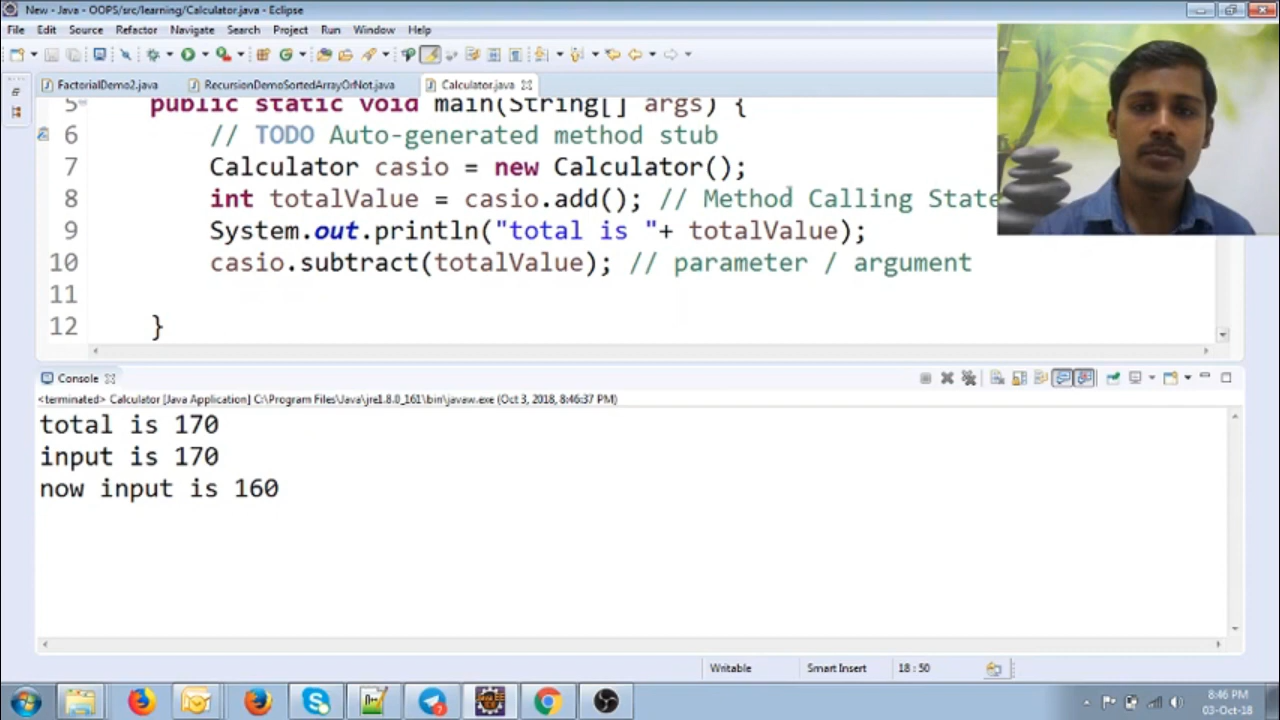 New - Java - OOPS/src/learning/Calculator.java - Eclipse
File Edit Source Refactor Navigate Search Project Run Window Help
FactorialDemo2.java RecursionDemoSortedArrayOrNot.java Calculator.java
5 public static void main(String[] args) {
6 // TODO Auto-generated method stub
7 Calculator casio = new Calculator();
8 int totalValue = casio.add(); // Method Calling State
9 System.out.println("total is "+ totalValue);
10 casio.subtract(totalValue); // parameter / argument
11
12 }
Console
<terminated> Calculator [Java Application] C:\Program Files\Java\jre1.8.0_161\bin\javaw.exe (Oct 3, 2018, 8:46:37 PM)
total is 170
input is 170
now input is 160
Writable Smart Insert 18 : 50
8:46 PM
03-Oct-18